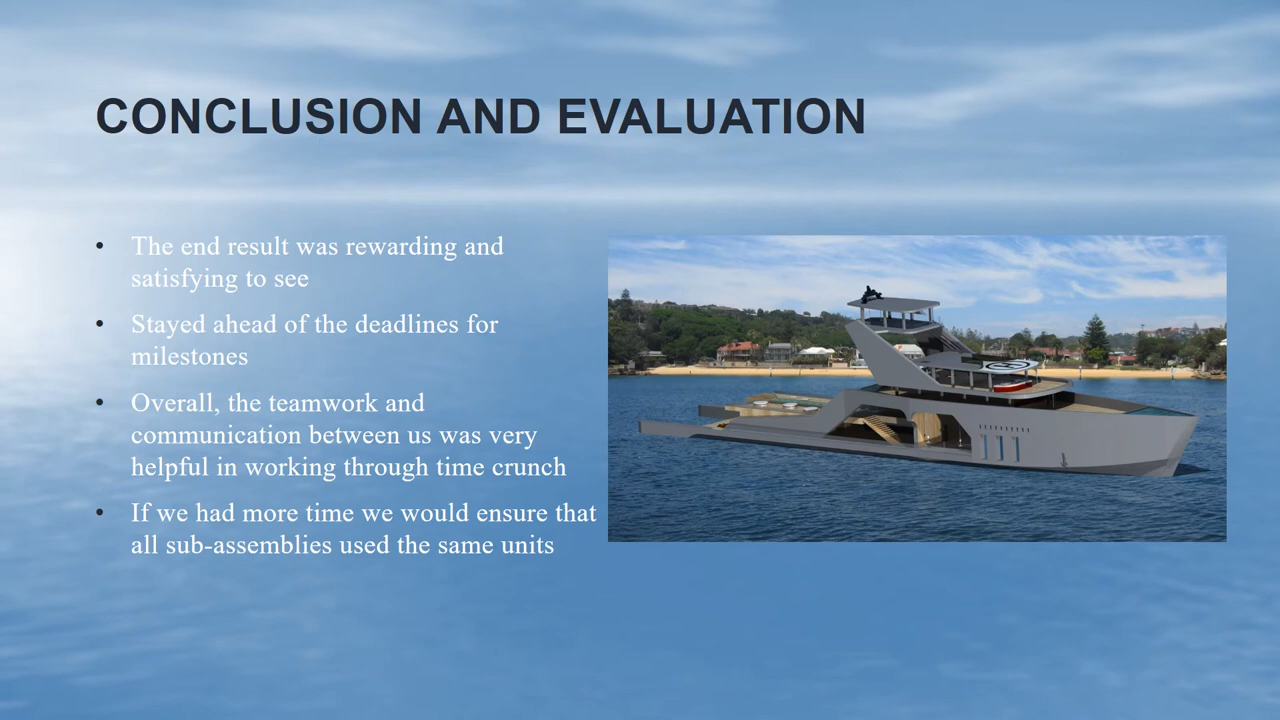 CONCLUSION AND EVALUATION
• The end result was rewarding and
satisfying to see
• Stayed ahead of the deadlines for
milestones
• Overall, the teamwork and
communication between us was very
helpful in working through time crunch
• If we had more time we would ensure that
all sub-assemblies used the same units
H